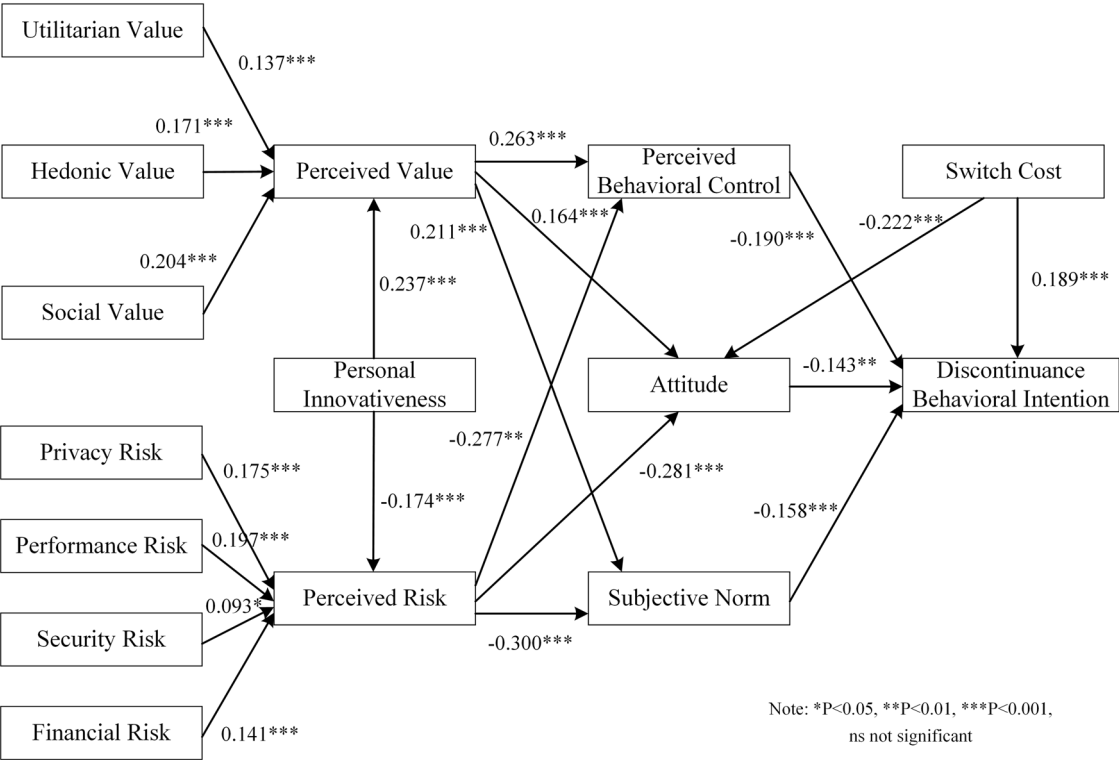 Utilitarian Value
0.137***
0.171***
Hedonic Value
Perceived Value
0.263***
Perceived
Behavioral Control
Switch Cost
0.164***
0.211***
-0.222***
-0.190***
0.204***
0.237***
0.189***
Social Value
Personal
Innovativeness
Attitude
-0.143**
Discontinuance
Behavioral Intention
-0.277**
Privacy Risk
0.175***
-0.281***
-0.174***
-0.158***
0.197***
Performance Risk
Perceived Risk
Subjective Norm
0.093*
Security Risk
-0.300***
Financial Risk
0.141***
Note: *P<0.05, **P<0.01, ***P<0.001,
ns not significant